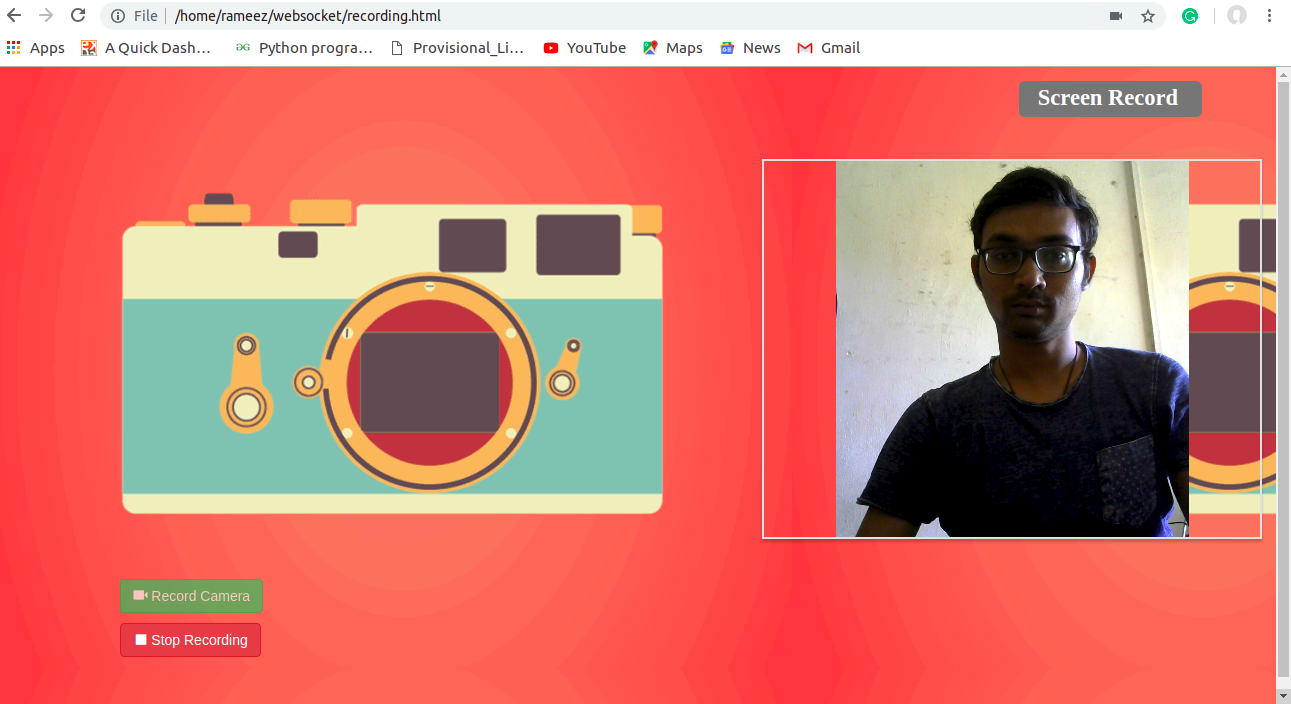 File /home/rameez/websocket/recording.html
Apps A Quick Dash... Python progra... Provisional_Li... YouTube Maps News Gmail
Screen Record
Record Camera
Stop Recording